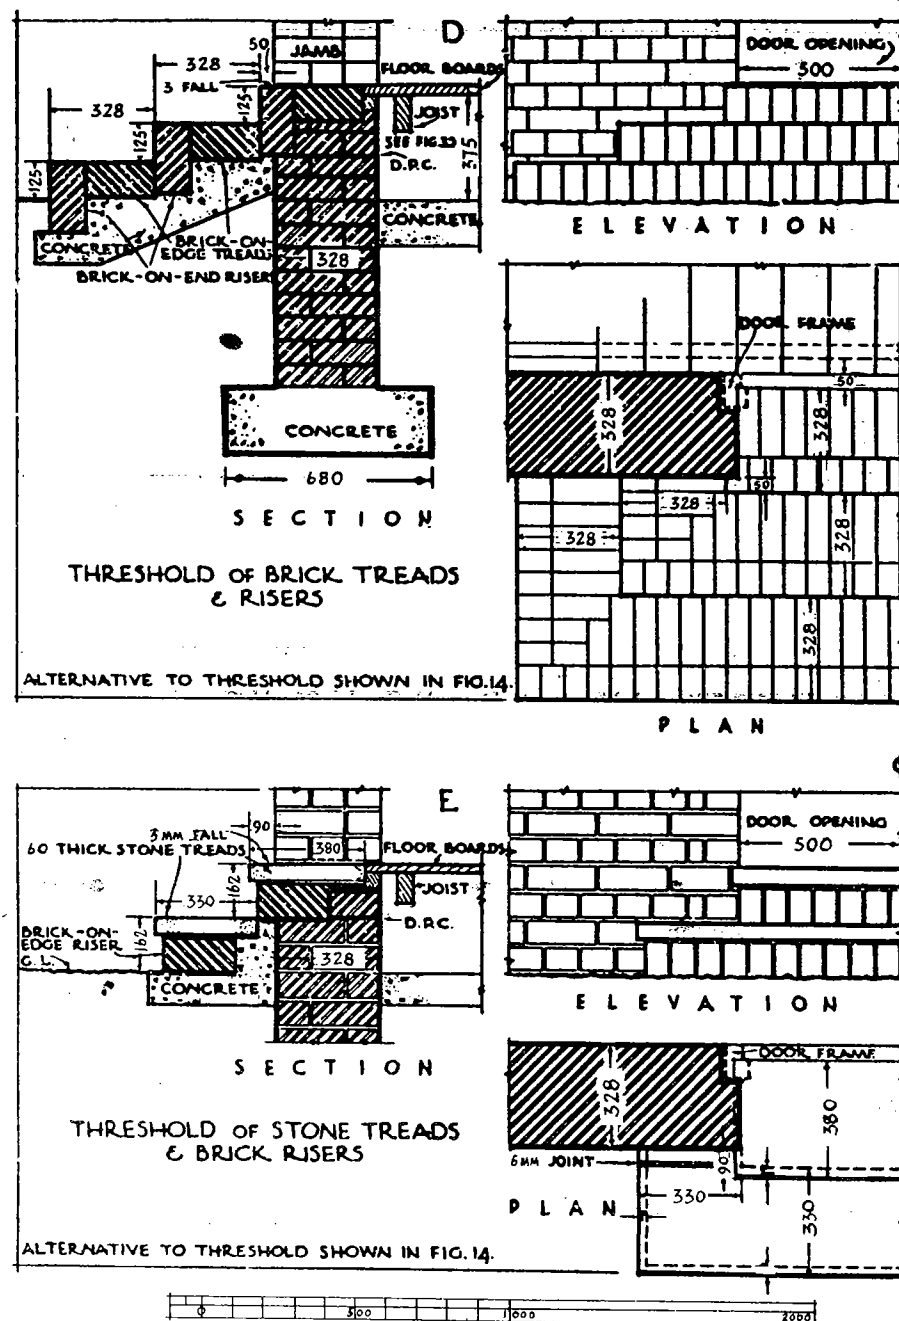 D
50
JAMB
FLOOR BOARDS
328
3 FALL
328
125
125
125
JOIST
SEE FIG.39
D.P.C.
375
CONCRETE
CONCRETE
BRICK-ON-
EDGE TREADS
BRICK-ON-END RISER
328
CONCRETE
680
SECTION
THRESHOLD OF BRICK TREADS
& RISERS
ALTERNATIVE TO THRESHOLD SHOWN IN FIG.14.
DOOR OPENING
500
ELEVATION
DOOR FRAME
50
328
328
50
328
328
328
328
PLAN
E
90
3MM FALL
60 THICK STONE TREADS
380
FLOOR BOARDS
162
JOIST
330
D.P.C.
BRICK-ON-
EDGE RISER
162
G.L.
328
CONCRETE
SECTION
THRESHOLD OF STONE TREADS
& BRICK RISERS
ALTERNATIVE TO THRESHOLD SHOWN IN FIG.14.
DOOR OPENING
500
ELEVATION
DOOR FRAME
328
380
6MM JOINT
90
330
330
PLAN
0 500 1000 2000